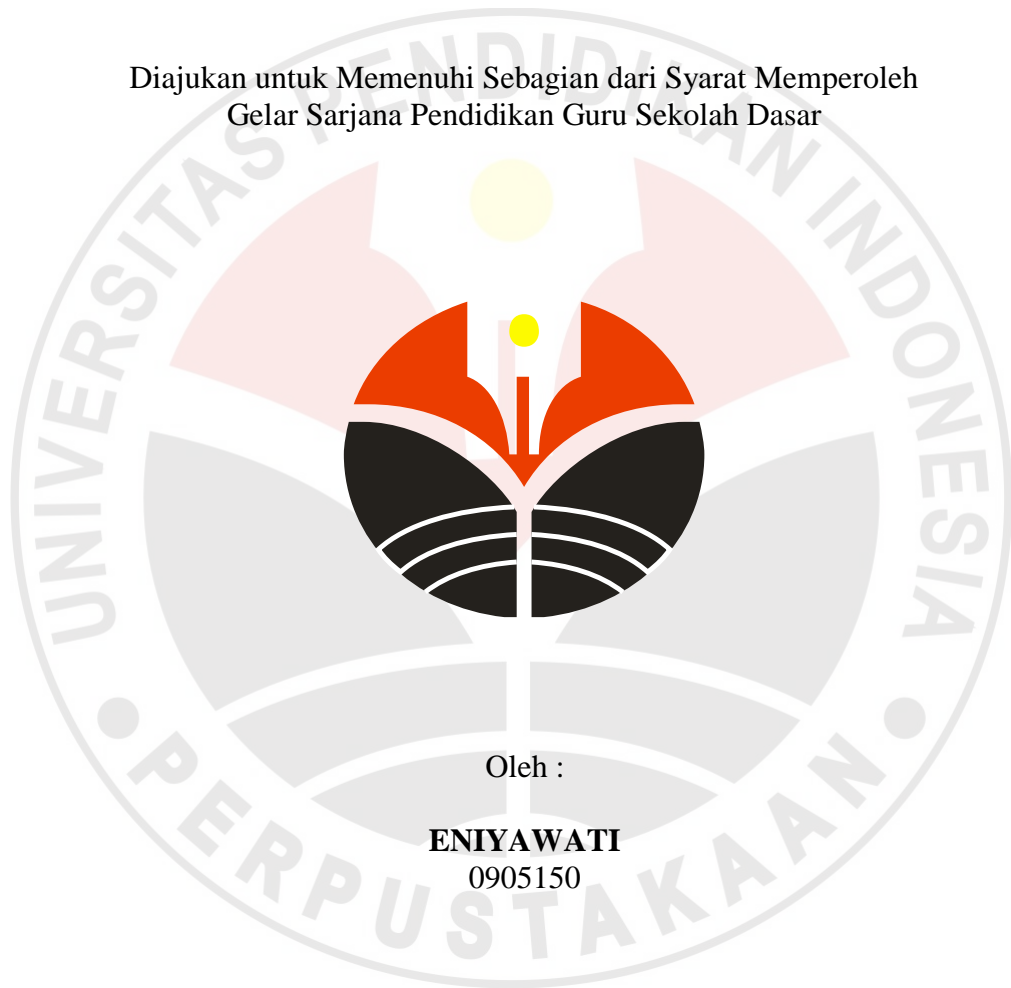 Diajukan untuk Memenuhi Sebagian dari Syarat Memperoleh
Gelar Sarjana Pendidikan Guru Sekolah Dasar
UNIVERSITAS PENDIDIKAN INDONESIA
Oleh :
ENIYAWATI
0905150
PERPUSTAKAAN